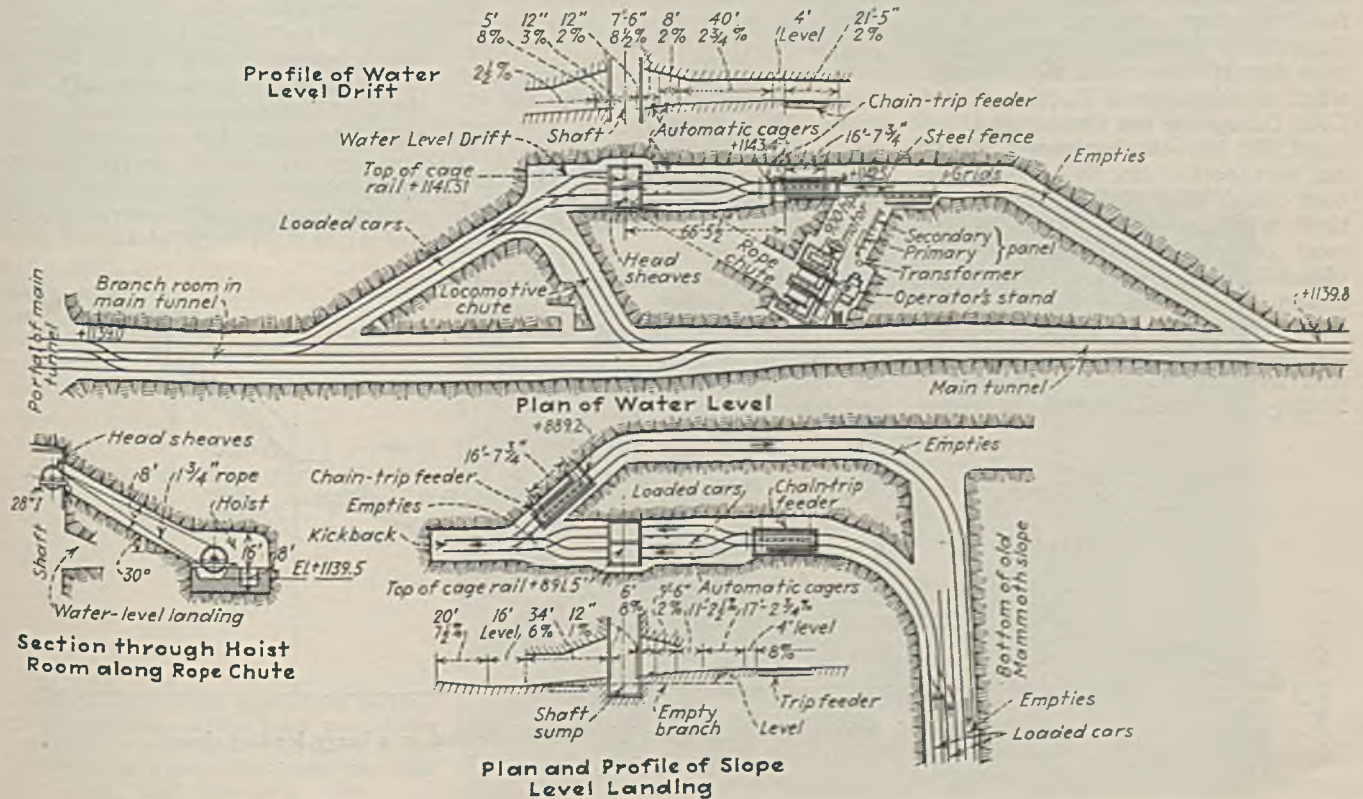 5' 12" 12" 7'-6" 8' 40' 4' 21'-5"
8% 3% 2% 8½% 2% 2¾% Level 2%
Profile of Water
Level Drift
2½%
Chain-trip feeder
Water Level Drift
Shaft
Automatic cagers
16'-7¾"
Steel fence
+1143.4
Empties
Top of cage
rail +1141.51
Grids
Loaded cars
motor
Secondary
Primary } panel
Rope
chute
Head
sheaves
Transformer
Operator's stand
Branch room in
main tunnel
Locomotive
chute
+1139.8
+1139.0
Portal of main
tunnel
Main tunnel
Plan of Water Level
+889.2
Head sheaves
8'
1¾" rope
Hoist
16'
8'
Shaft
30°
El.+1139.5
Water-level landing
Section through Hoist
Room along Rope Chute
16'-7¾"
Empties
Chain-trip feeder
Empties
Kickback
Loaded cars
Chain-trip
feeder
Top of cage rail +891.5
Automatic cagers
6'
8%
20' 16' 34' 12"
7½% Level, 6% 1%
2%
4' level
8%
Bottom of old
Mammoth slope
Shaft
sump
Empty
branch
Trip feeder
Level
Empties
Loaded cars
Plan and Profile of Slope
Level Landing